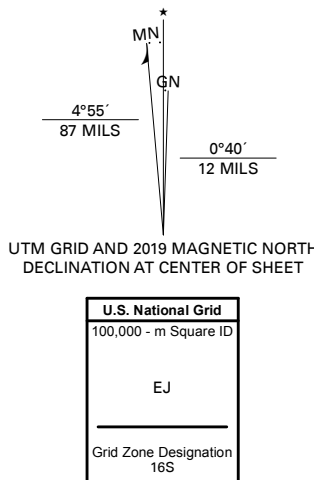 ★
MN
GN
4°55´
87 MILS
0°40´
12 MILS
UTM GRID AND 2019 MAGNETIC NORTH
DECLINATION AT CENTER OF SHEET
U.S. National Grid
100,000 - m Square ID
EJ
Grid Zone Designation
16S